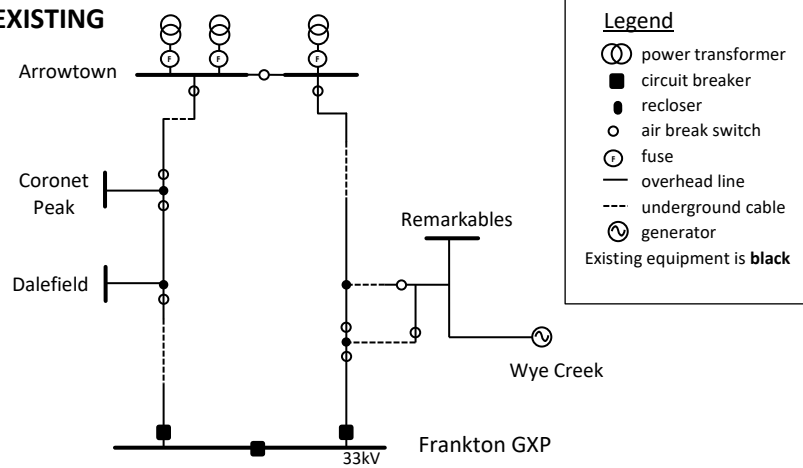 EXISTING
F
F
F
Arrowtown
Coronet
Peak
Dalefield
Remarkables
Wye Creek
Frankton GXP
33kV
Legend
power transformer
circuit breaker
recloser
air break switch
F fuse
overhead line
underground cable
generator
Existing equipment is black